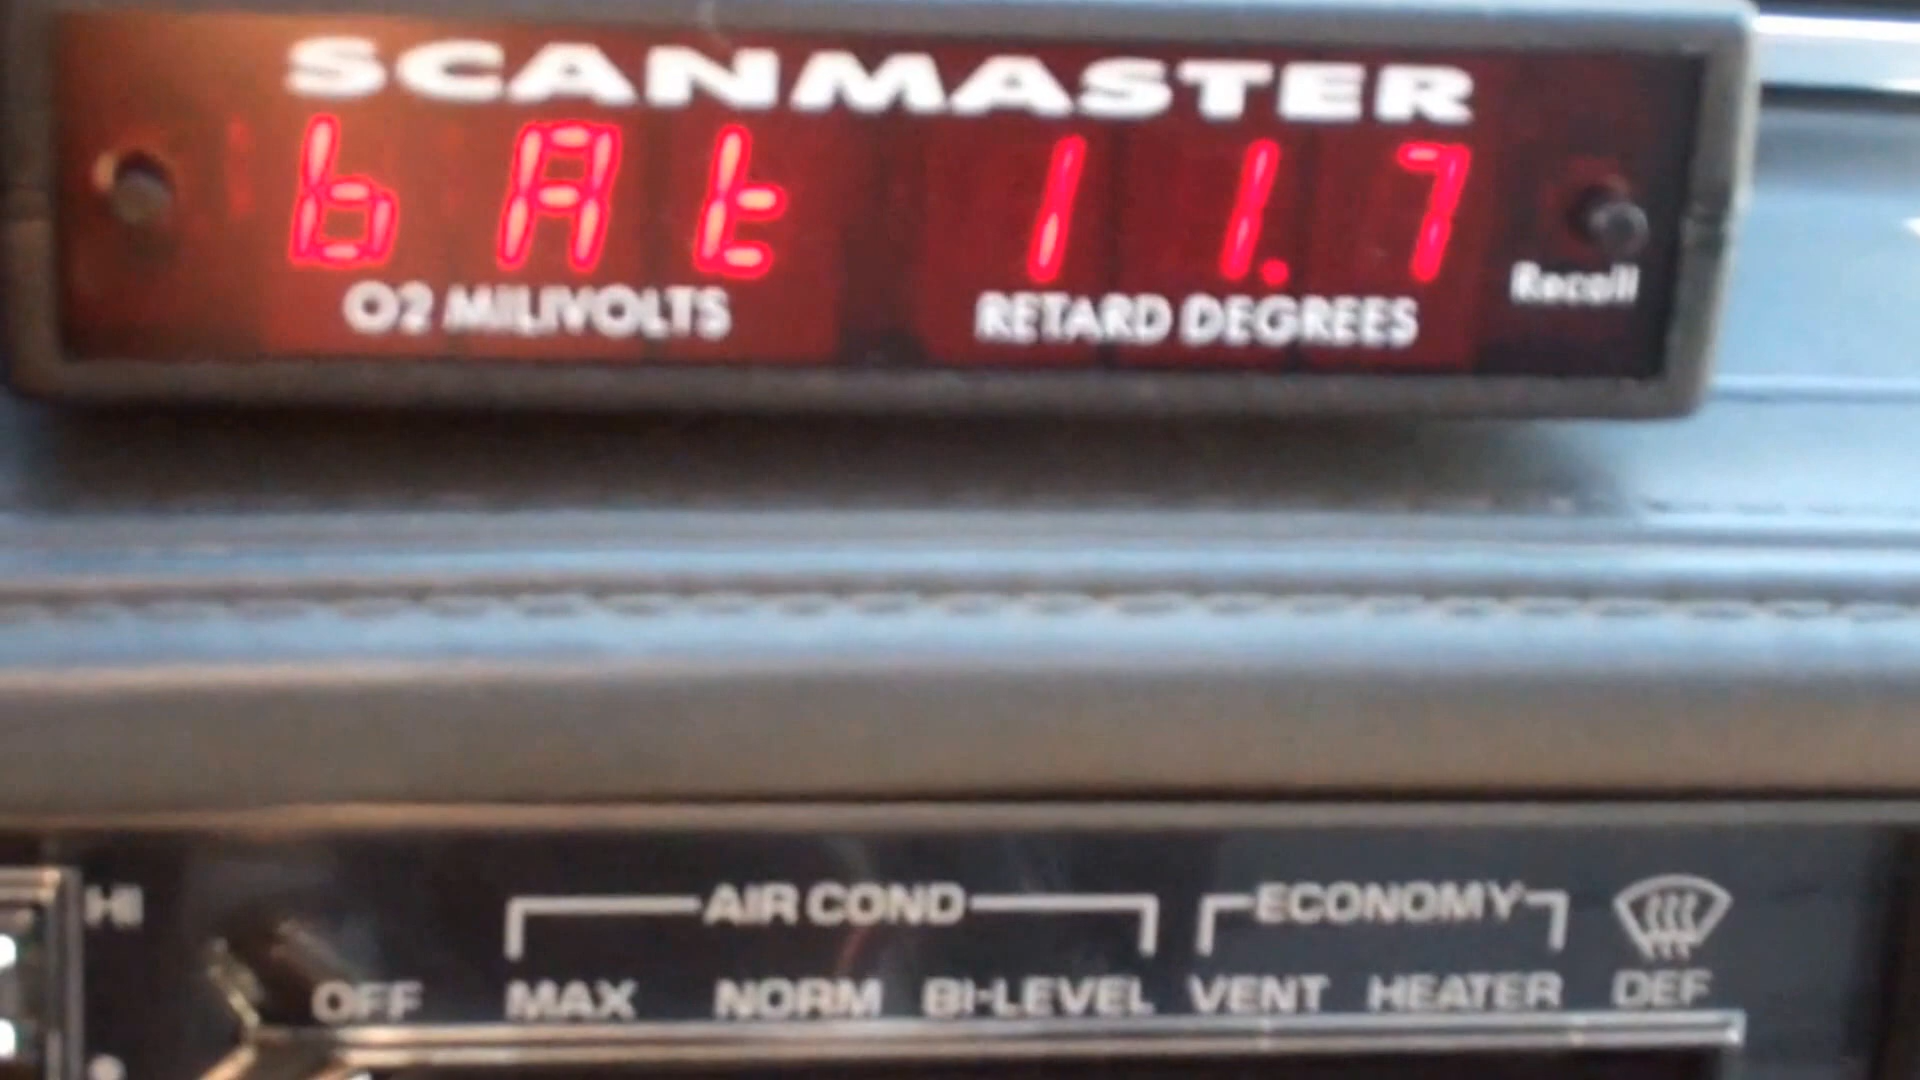 SCANMASTER
bAt 11.7
O2 MILIVOLTS RETARD DEGREES Recall
HI AIR COND ECONOMY
OFF MAX NORM BI-LEVEL VENT HEATER DEF